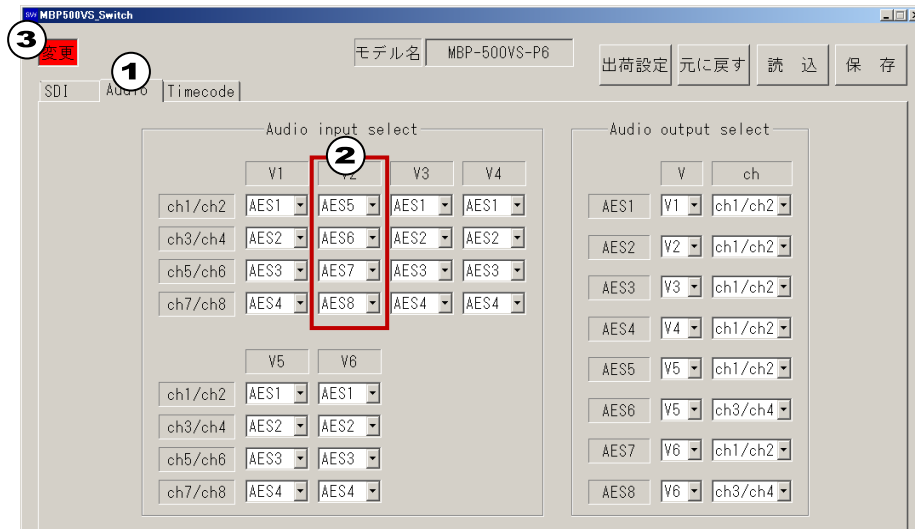 SW MBP500VS_Switch
③
変更
モデル名 MBP-500VS-P6
出荷設定 元に戻す 読 込 保 存
①
SDI Audio Timecode
Audio input select
②
V1 V2 V3 V4
ch1/ch2 AES1 AES5 AES1 AES1
ch3/ch4 AES2 AES6 AES2 AES2
ch5/ch6 AES3 AES7 AES3 AES3
ch7/ch8 AES4 AES8 AES4 AES4
V5 V6
ch1/ch2 AES1 AES1
ch3/ch4 AES2 AES2
ch5/ch6 AES3 AES3
ch7/ch8 AES4 AES4
Audio output select
V ch
AES1 V1 ch1/ch2
AES2 V2 ch1/ch2
AES3 V3 ch1/ch2
AES4 V4 ch1/ch2
AES5 V5 ch1/ch2
AES6 V5 ch3/ch4
AES7 V6 ch1/ch2
AES8 V6 ch3/ch4